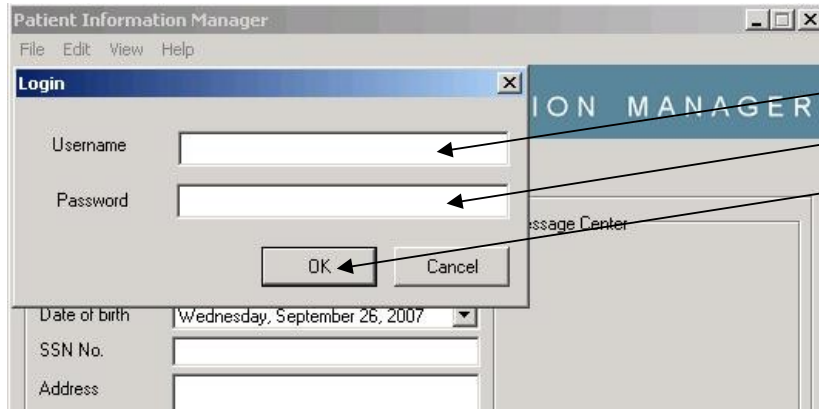 Patient Information Manager
File Edit View Help
Login
ION MANAGER
Username
Password
essage Center
OK Cancel
Date of birth Wednesday, September 26, 2007
SSN No.
Address